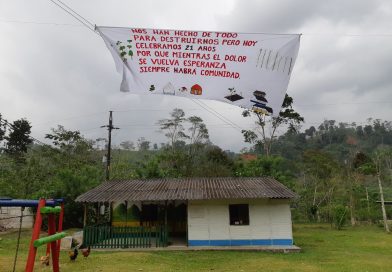 NOS HAN HECHO DE TODO
PARA DESTRUIRNOS PERO HOY
CELEBRAMOS 21 AÑOS
POR QUE MIENTRAS EL DOLOR
SE VUELVA ESPERANZA
SIEMPRE HABRA COMUNIDAD.